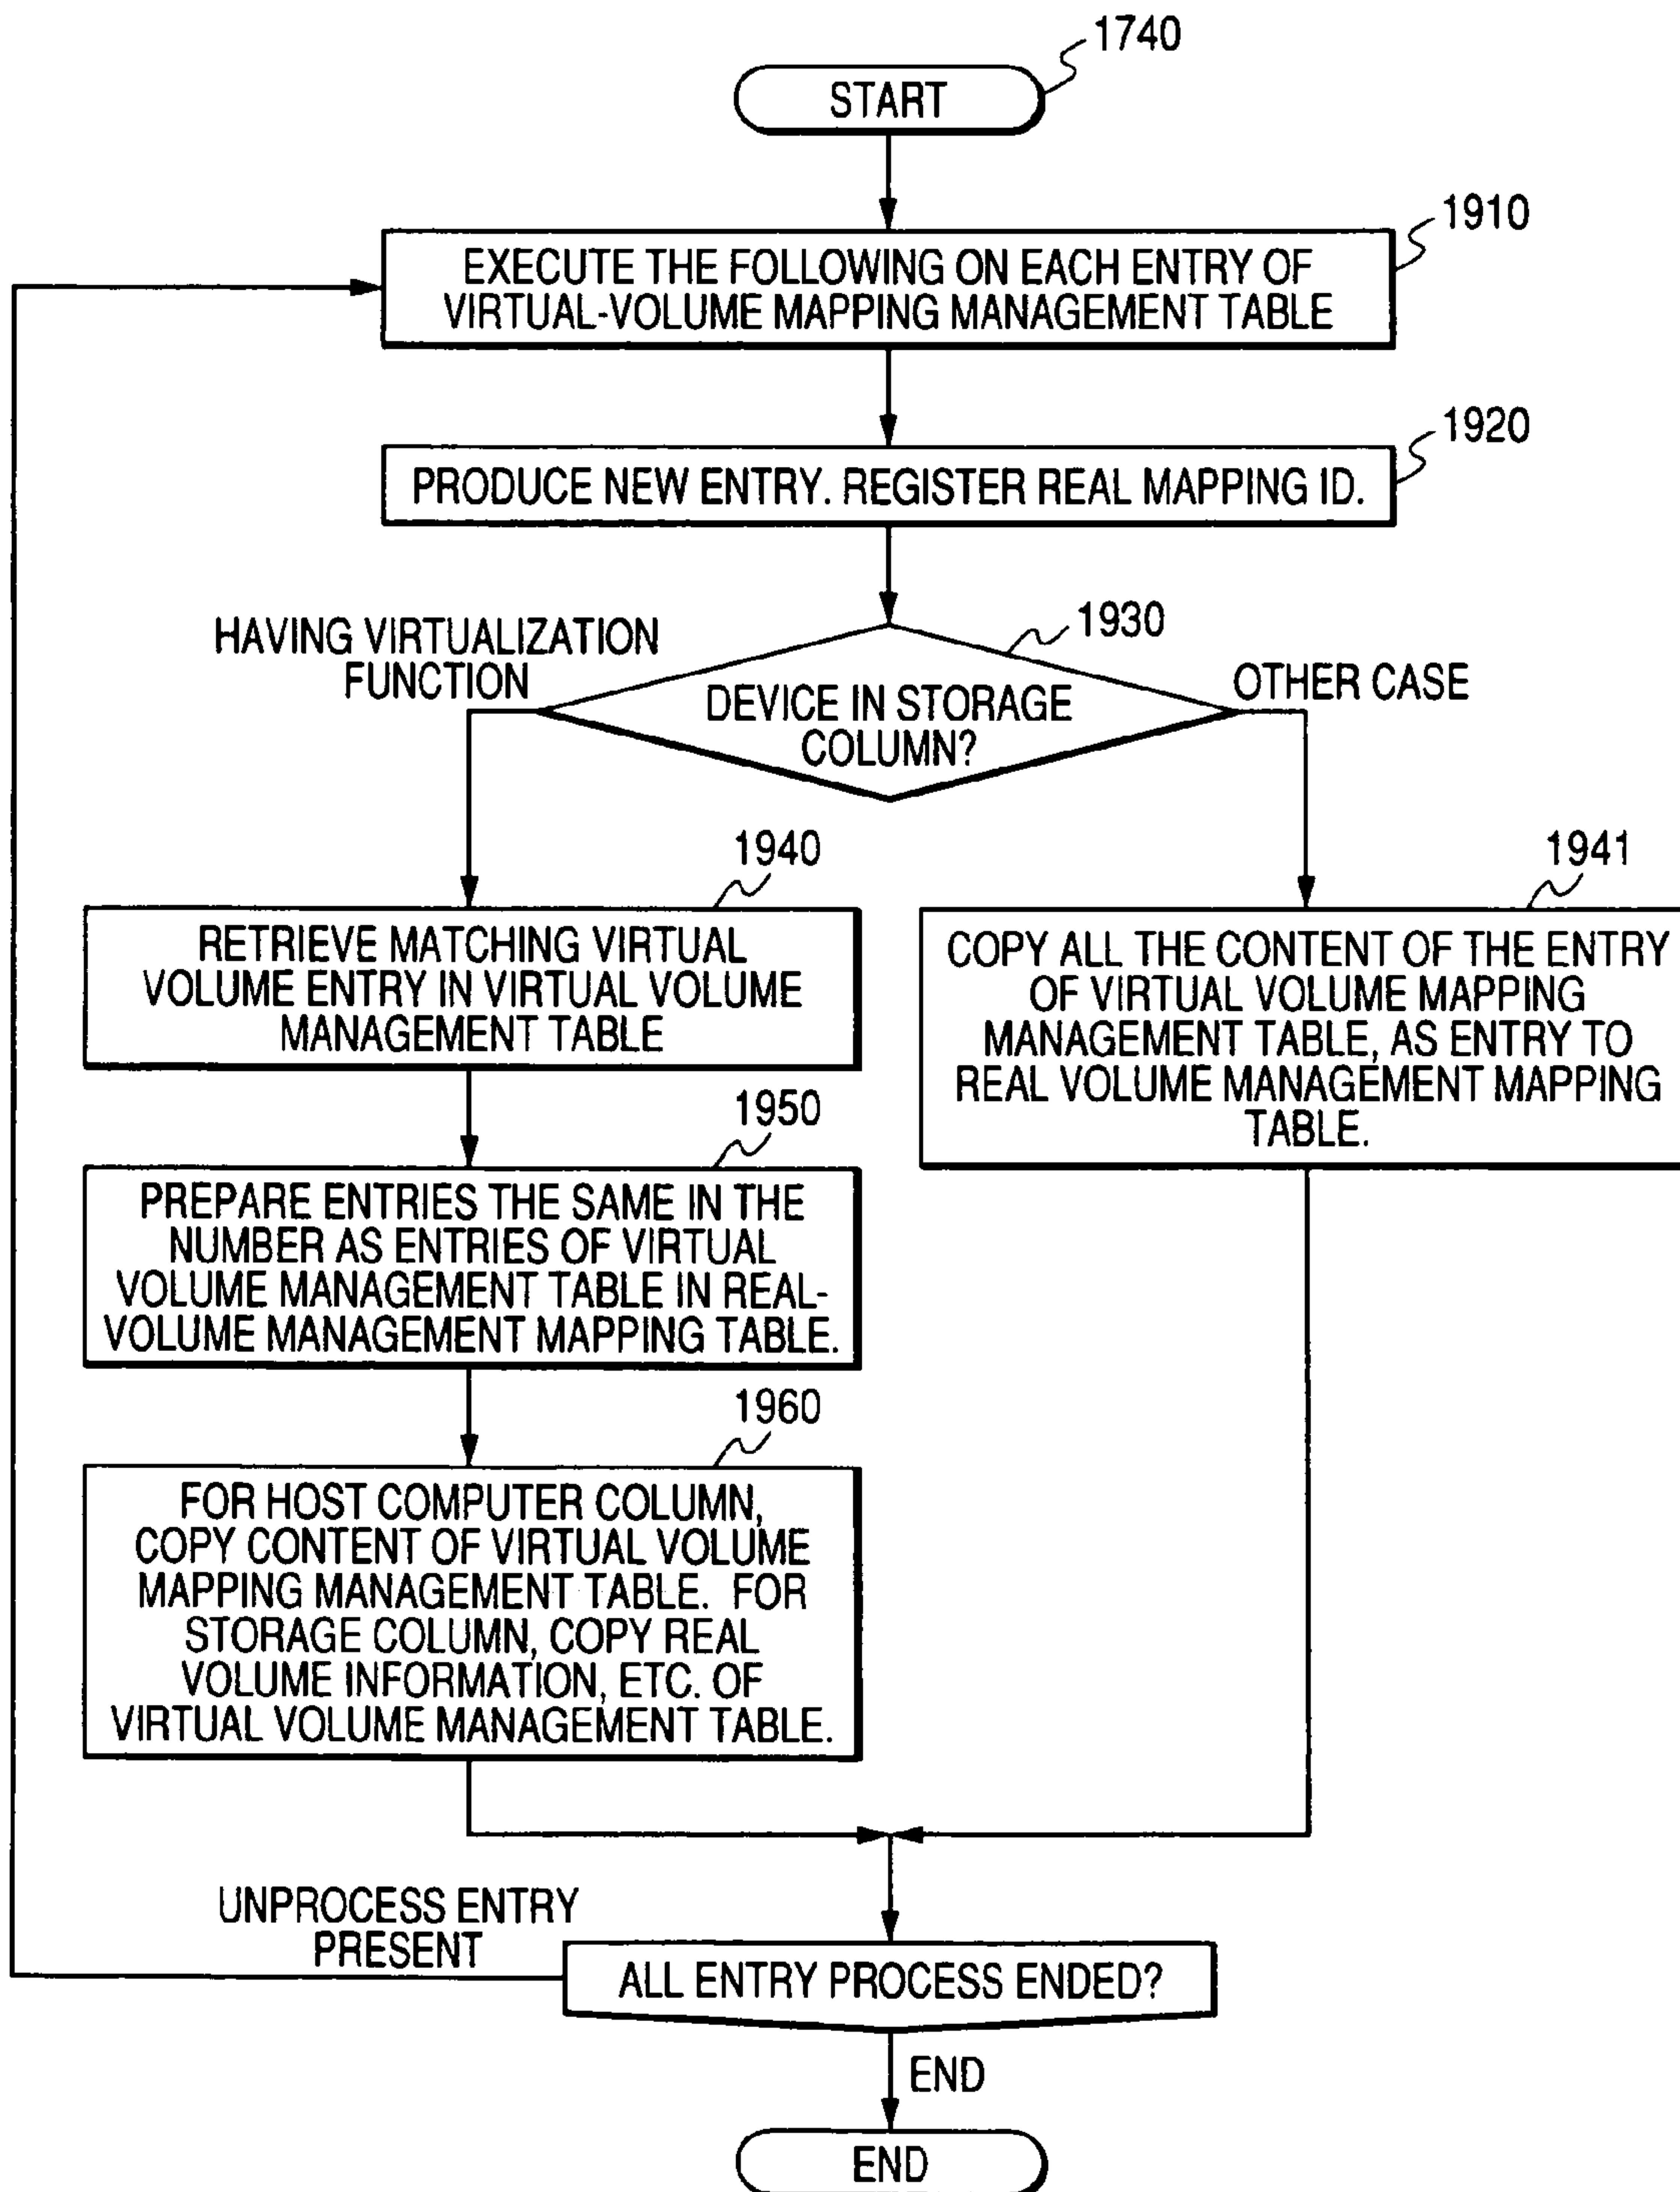 1740
START
1910
EXECUTE THE FOLLOWING ON EACH ENTRY OF
VIRTUAL-VOLUME MAPPING MANAGEMENT TABLE
1920
PRODUCE NEW ENTRY. REGISTER REAL MAPPING ID.
1930
HAVING VIRTUALIZATION
FUNCTION
DEVICE IN STORAGE
COLUMN?
OTHER CASE
1940
RETRIEVE MATCHING VIRTUAL
VOLUME ENTRY IN VIRTUAL VOLUME
MANAGEMENT TABLE
1941
COPY ALL THE CONTENT OF THE ENTRY
OF VIRTUAL VOLUME MAPPING
MANAGEMENT TABLE, AS ENTRY TO
REAL VOLUME MANAGEMENT MAPPING
TABLE.
1950
PREPARE ENTRIES THE SAME IN THE
NUMBER AS ENTRIES OF VIRTUAL
VOLUME MANAGEMENT TABLE IN REAL-
VOLUME MANAGEMENT MAPPING TABLE.
1960
FOR HOST COMPUTER COLUMN,
COPY CONTENT OF VIRTUAL VOLUME
MAPPING MANAGEMENT TABLE. FOR
STORAGE COLUMN, COPY REAL
VOLUME INFORMATION, ETC. OF
VIRTUAL VOLUME MANAGEMENT TABLE.
UNPROCESS ENTRY
PRESENT
ALL ENTRY PROCESS ENDED?
END
END